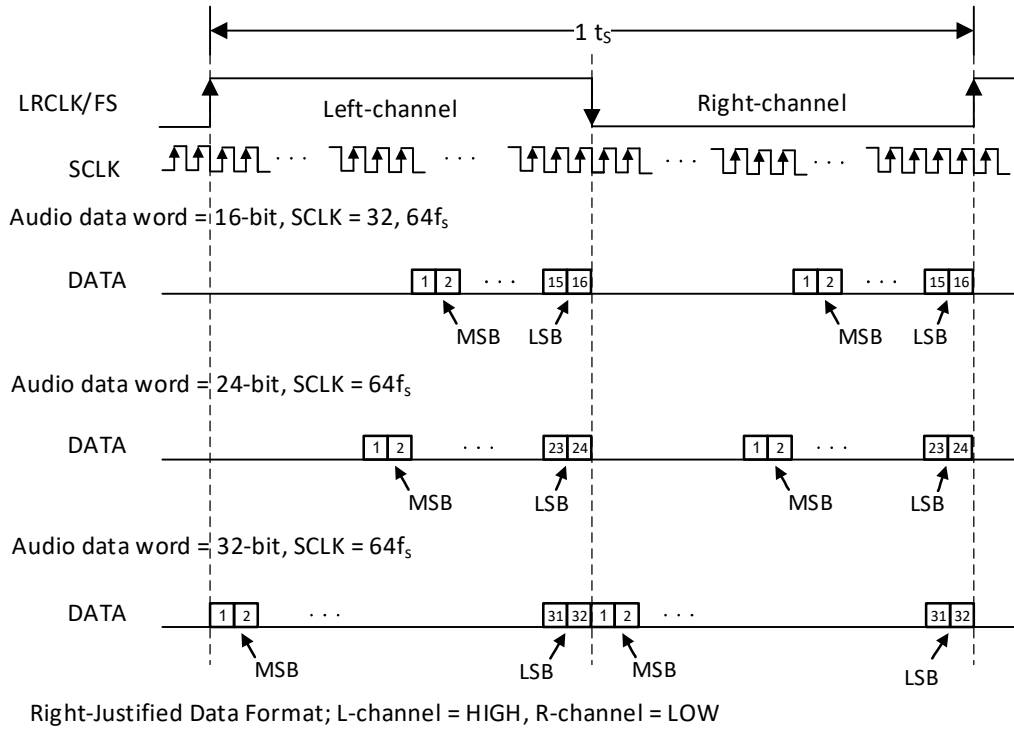 1 tS
LRCLK/FS
Left-channel
Right-channel
SCLK
. . .
. . .
. . .
. . .
Audio data word = 16-bit, SCLK = 32, 64fs
DATA
1 2 . . . 15 16 1 2 . . . 15 16
MSB LSB MSB LSB
Audio data word = 24-bit, SCLK = 64fs
DATA
1 2 . . . 23 24 1 2 . . . 23 24
MSB LSB MSB LSB
Audio data word = 32-bit, SCLK = 64fs
DATA
1 2 . . . 31 32 1 2 . . . 31 32
MSB LSB MSB LSB
Right-Justified Data Format; L-channel = HIGH, R-channel = LOW